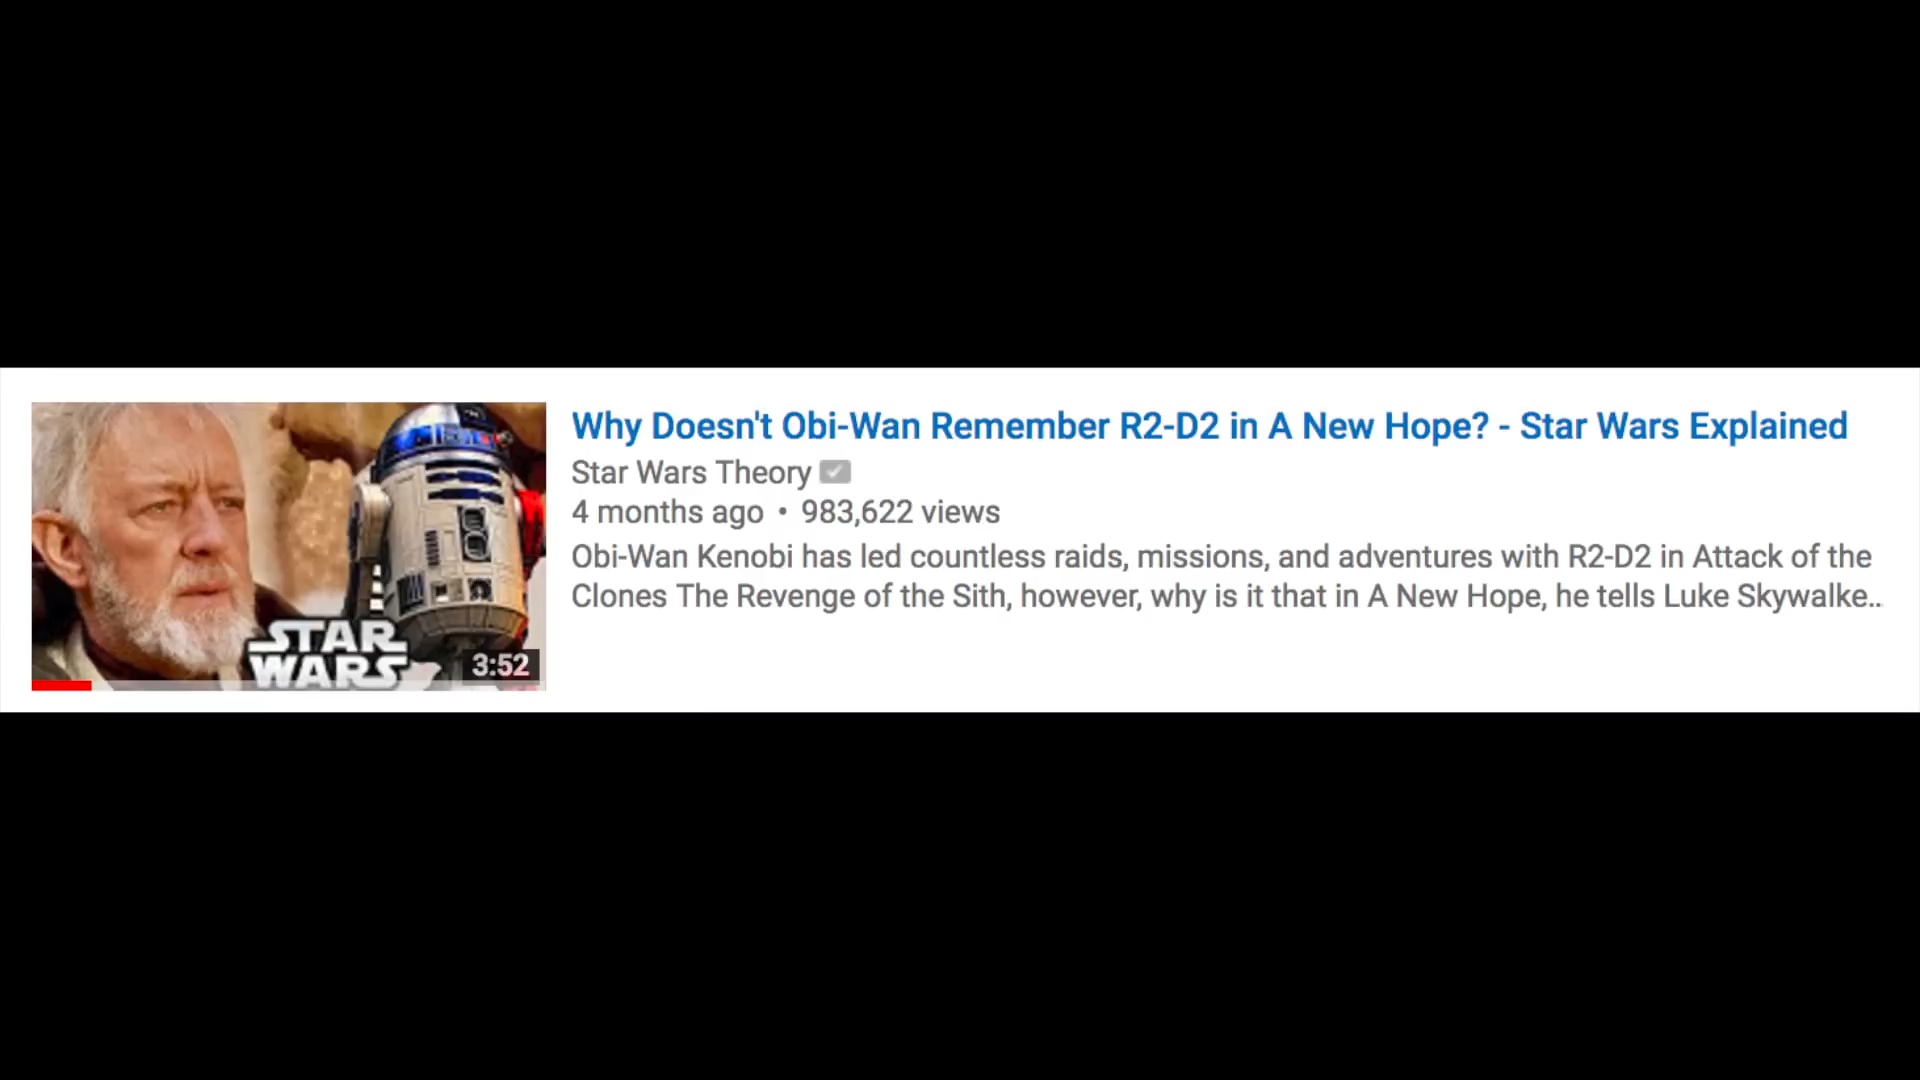 Why Doesn't Obi-Wan Remember R2-D2 in A New Hope? - Star Wars Explained
Star Wars Theory
4 months ago • 983,622 views
Obi-Wan Kenobi has led countless raids, missions, and adventures with R2-D2 in Attack of the
Clones The Revenge of the Sith, however, why is it that in A New Hope, he tells Luke Skywalke...
STAR
WARS
3:52